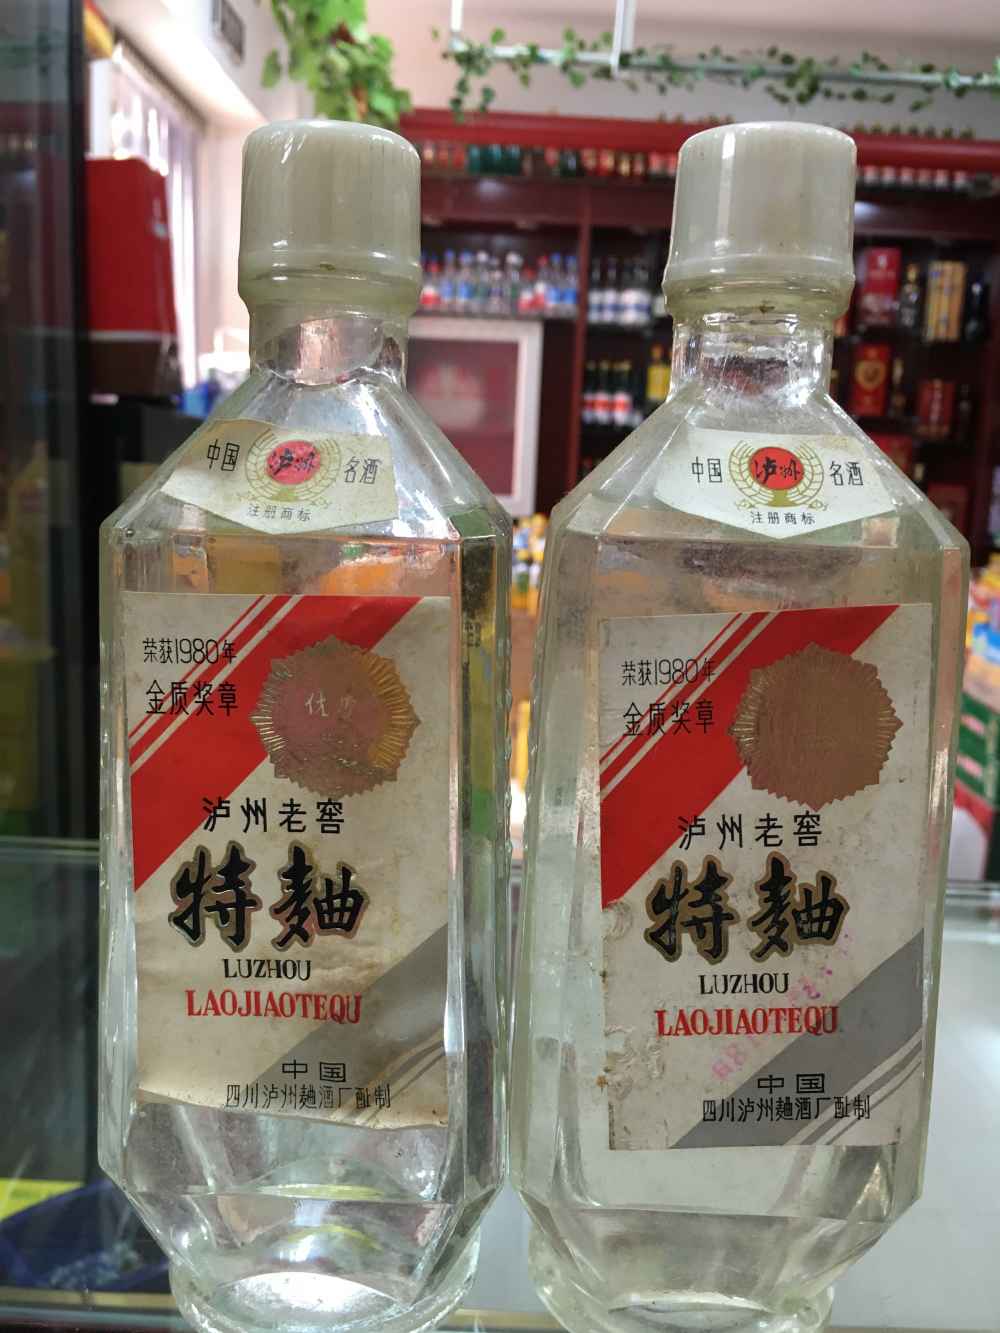 中国 泸州 名酒
注册商标
荣获1980年
金质奖章
泸州老窖
特麯
LUZHOU
LAOJIAOTEQU
中国
四川泸州麯酒厂酿制
中国 泸州 名酒
注册商标
荣获1980年
金质奖章
泸州老窖
特麯
LUZHOU
LAOJIAOTEQU
中国
四川泸州麯酒厂酿制